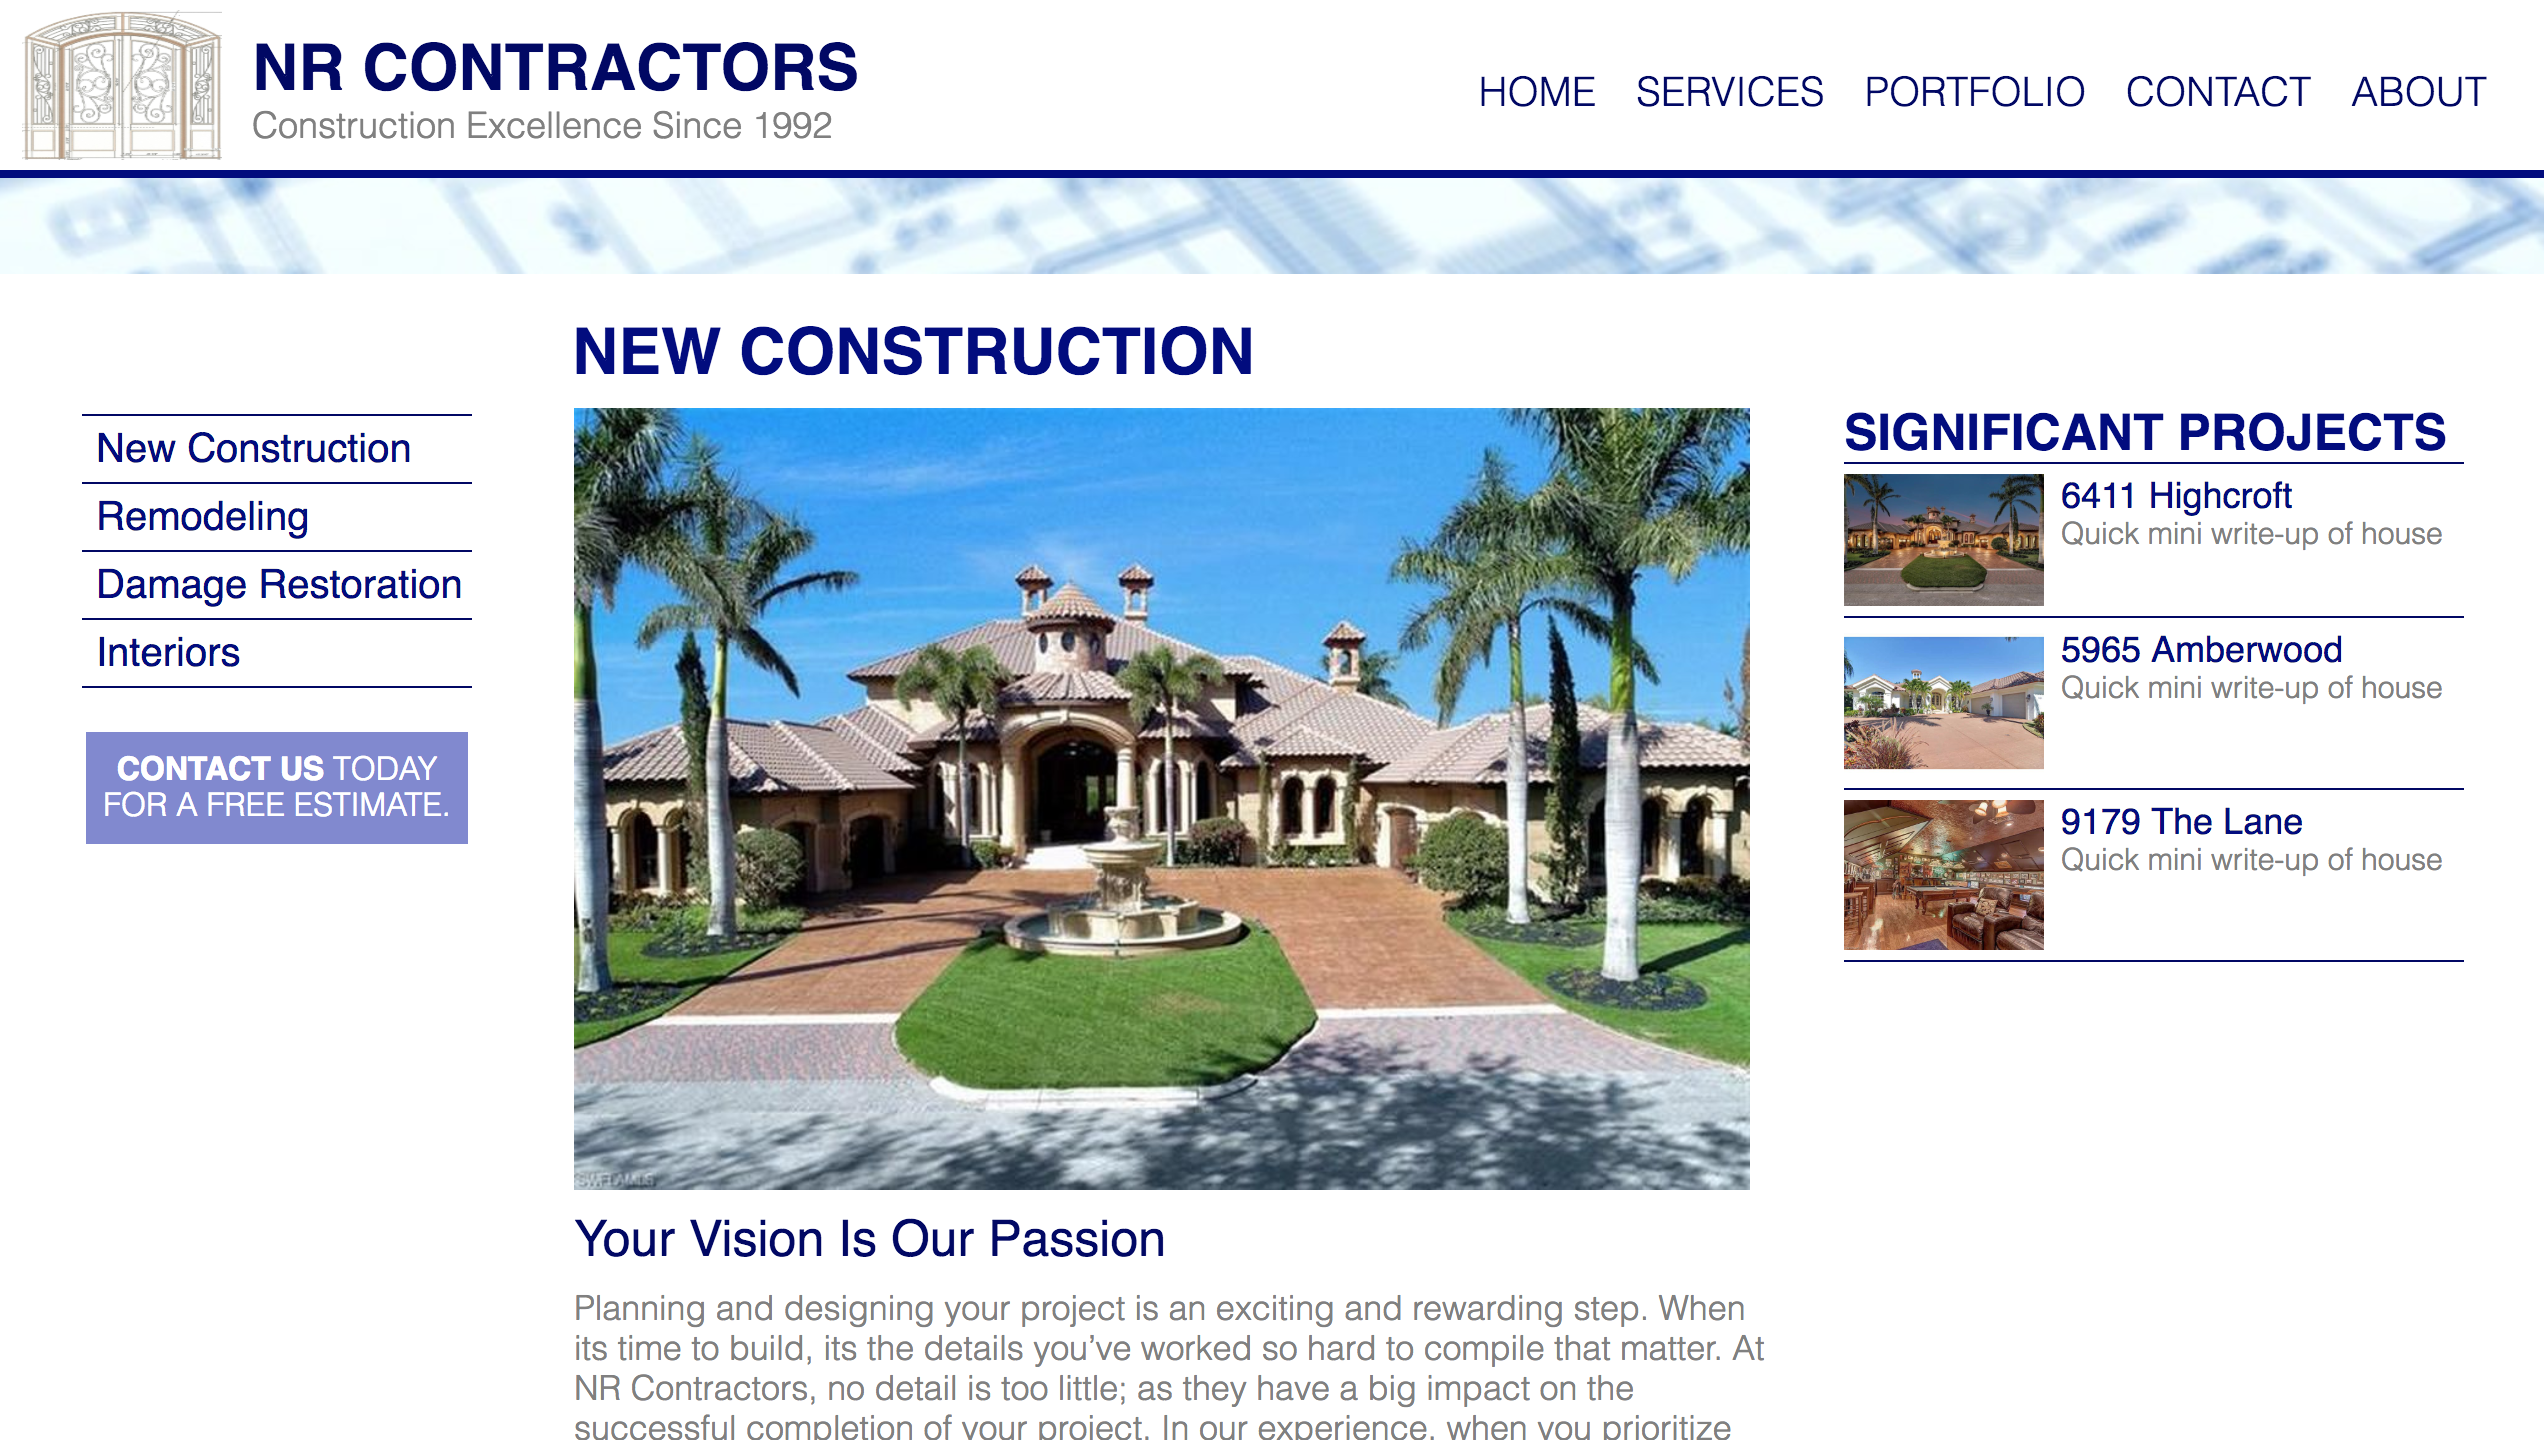 NR CONTRACTORS
Construction Excellence Since 1992
HOME SERVICES PORTFOLIO CONTACT ABOUT
NEW CONSTRUCTION
New Construction
Remodeling
Damage Restoration
Interiors
CONTACT US TODAY
FOR A FREE ESTIMATE.
SIGNIFICANT PROJECTS
6411 Highcroft
Quick mini write-up of house
5965 Amberwood
Quick mini write-up of house
9179 The Lane
Quick mini write-up of house
Your Vision Is Our Passion
Planning and designing your project is an exciting and rewarding step. When
its time to build, its the details you’ve worked so hard to compile that matter. At
NR Contractors, no detail is too little; as they have a big impact on the
successful completion of your project. In our experience, when you prioritize